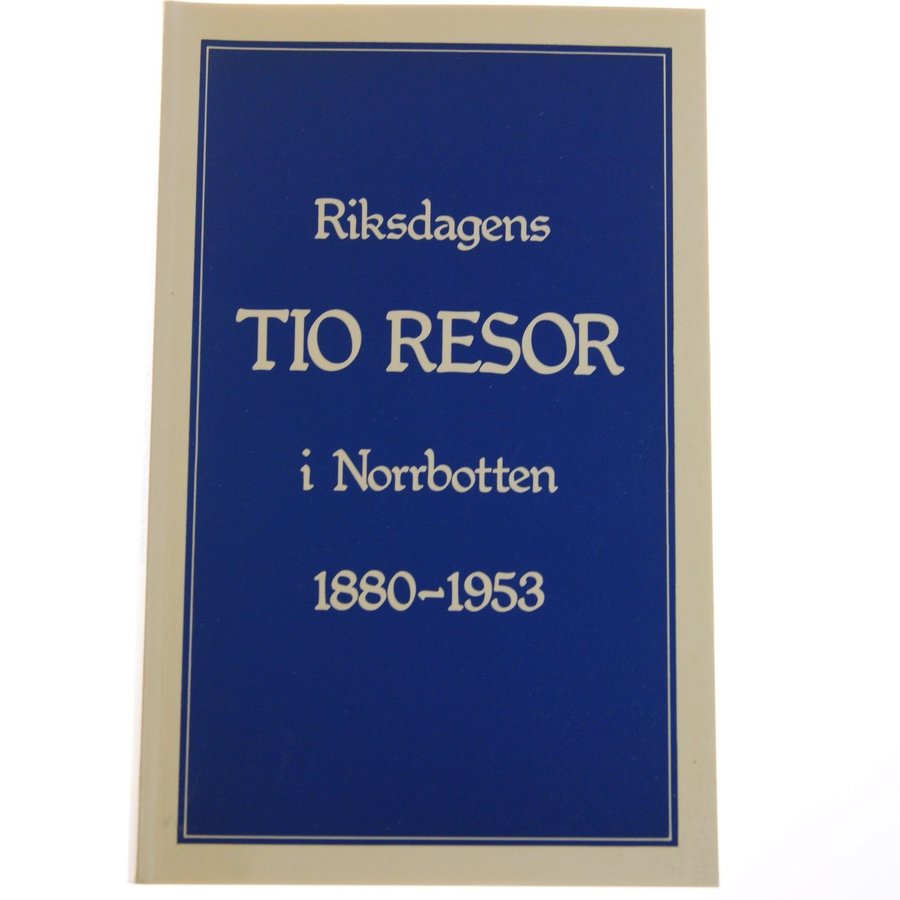 Riksdagens
TIO RESOR
i Norrbotten
1880-1953